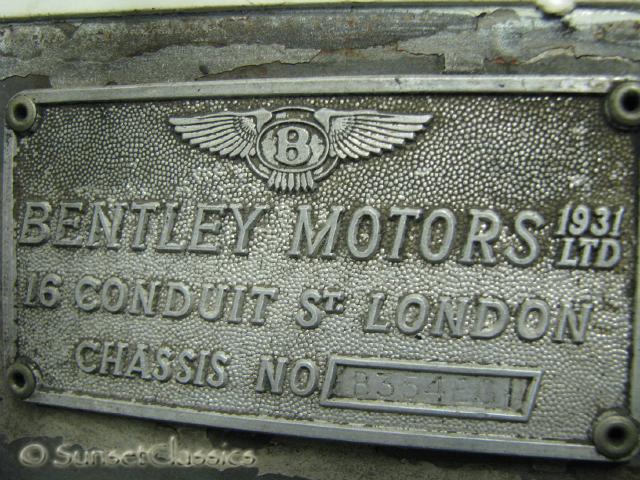 B
BENTLEY MOTORS 1931 LTD
16 CONDUIT ST. LONDON
CHASSIS NO
© SunsetClassics